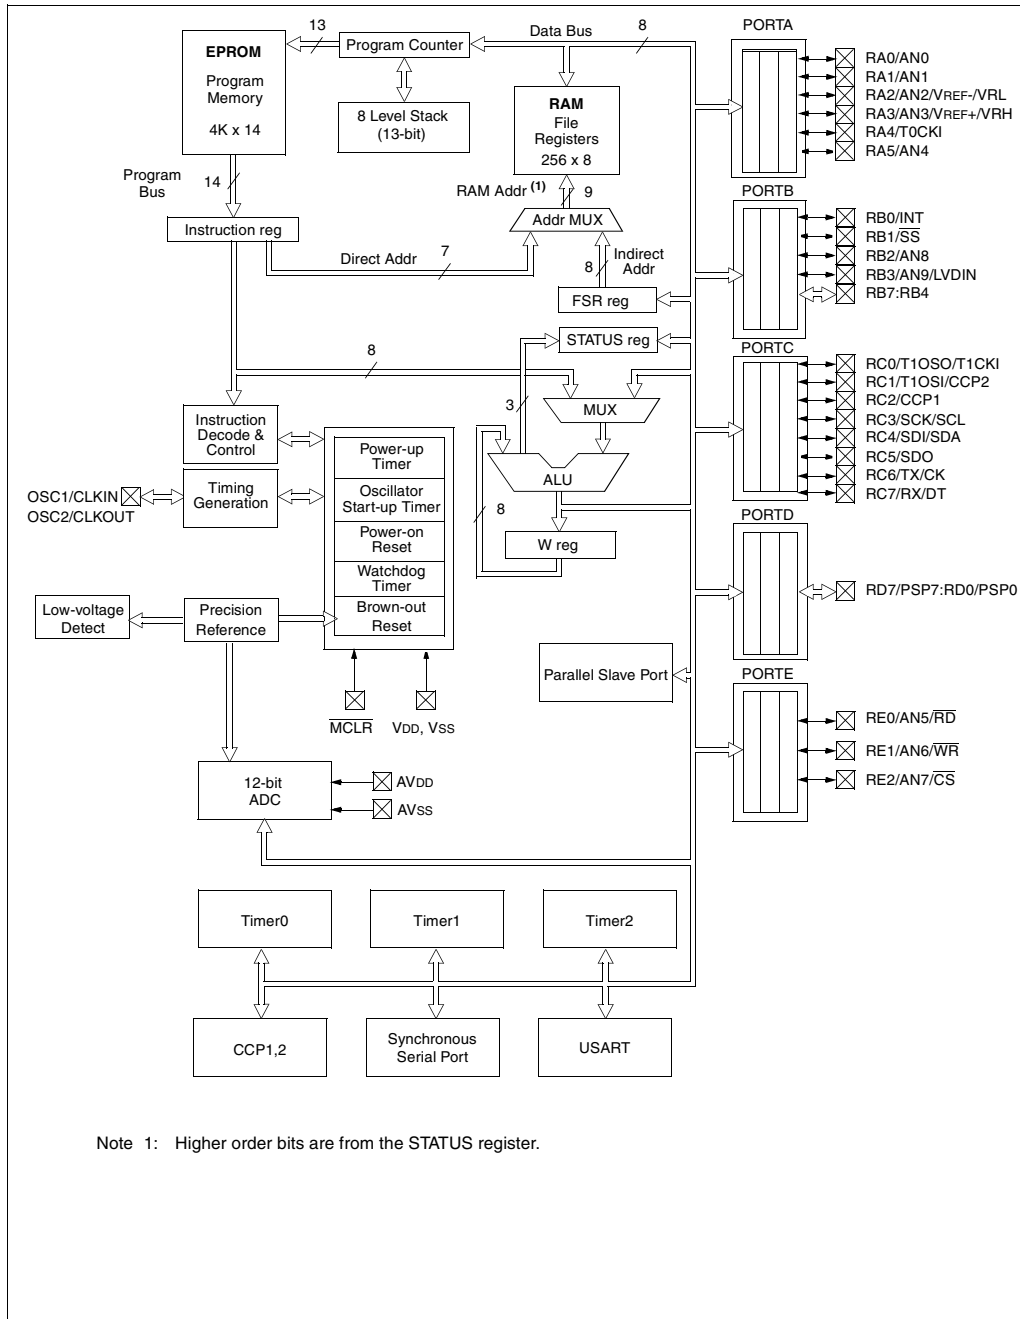 EPROM
Program
Memory
4K x 14
13
Program Counter
Data Bus
8
8 Level Stack
(13-bit)
RAM
File
Registers
256 x 8
Program
Bus
14
RAM Addr (1)
9
Addr MUX
Instruction reg
Direct Addr
7
8
Indirect
Addr
FSR reg
STATUS reg
8
3
MUX
ALU
8
W reg
Instruction
Decode &
Control
Timing
Generation
OSC1/CLKIN
OSC2/CLKOUT
Power-up
Timer
Oscillator
Start-up Timer
Power-on
Reset
Watchdog
Timer
Brown-out
Reset
Low-voltage
Detect
Precision
Reference
MCLR
VDD, VSS
Parallel Slave Port
12-bit
ADC
AVDD
AVSS
Timer0
Timer1
Timer2
CCP1,2
Synchronous
Serial Port
USART
PORTA
RA0/AN0
RA1/AN1
RA2/AN2/VREF-/VRL
RA3/AN3/VREF+/VRH
RA4/T0CKI
RA5/AN4
PORTB
RB0/INT
RB1/SS
RB2/AN8
RB3/AN9/LVDIN
RB7:RB4
PORTC
RC0/T1OSO/T1CKI
RC1/T1OSI/CCP2
RC2/CCP1
RC3/SCK/SCL
RC4/SDI/SDA
RC5/SDO
RC6/TX/CK
RC7/RX/DT
PORTD
RD7/PSP7:RD0/PSP0
PORTE
RE0/AN5/RD
RE1/AN6/WR
RE2/AN7/CS
Note 1: Higher order bits are from the STATUS register.